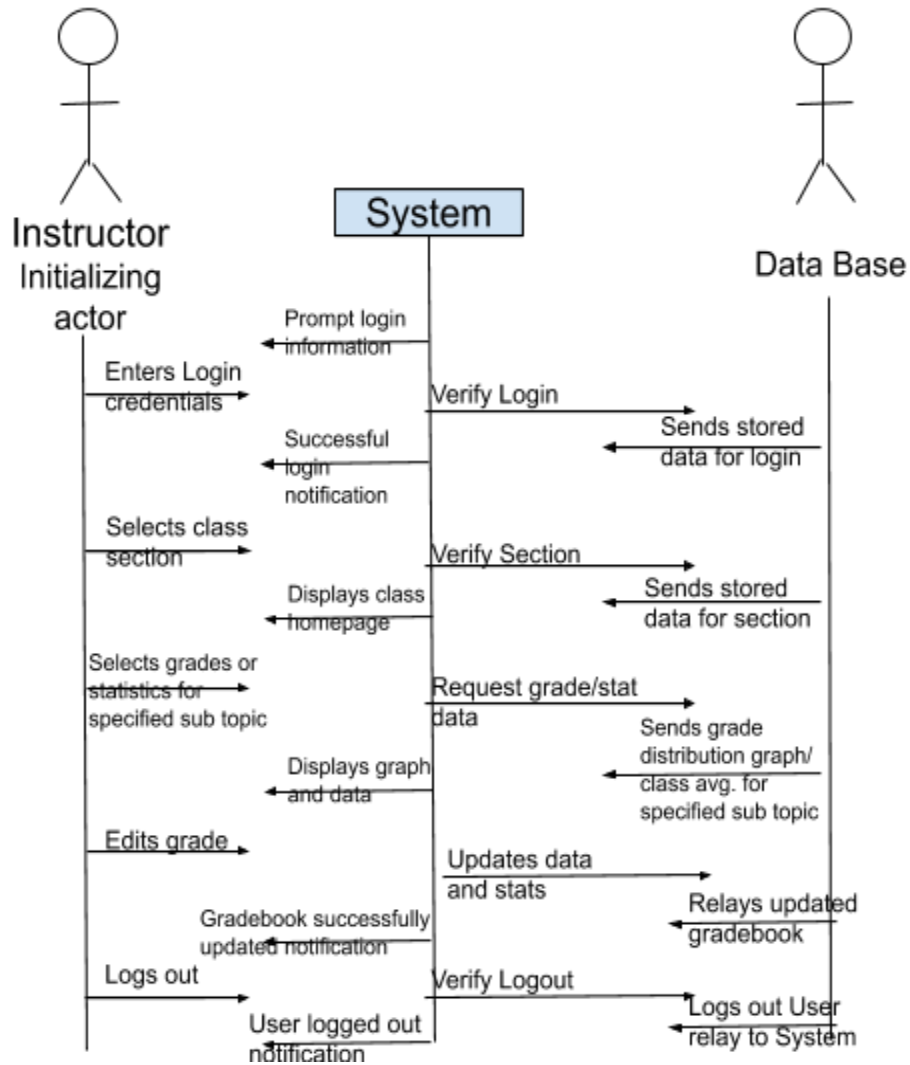 System
Instructor
Initializing
actor
Data Base
Prompt login
information
Enters Login
credentials
Verify Login
Sends stored
data for login
Successful
login
notification
Selects class
section
Verify Section
Sends stored
data for section
Displays class
homepage
Selects grades or
statistics for
specified sub topic
Request grade/stat
data
Sends grade
distribution graph/
class avg. for
specified sub topic
Displays graph
and data
Edits grade
Updates data
and stats
Relays updated
gradebook
Gradebook successfully
updated notification
Logs out
Verify Logout
Logs out User
relay to System
User logged out
notification